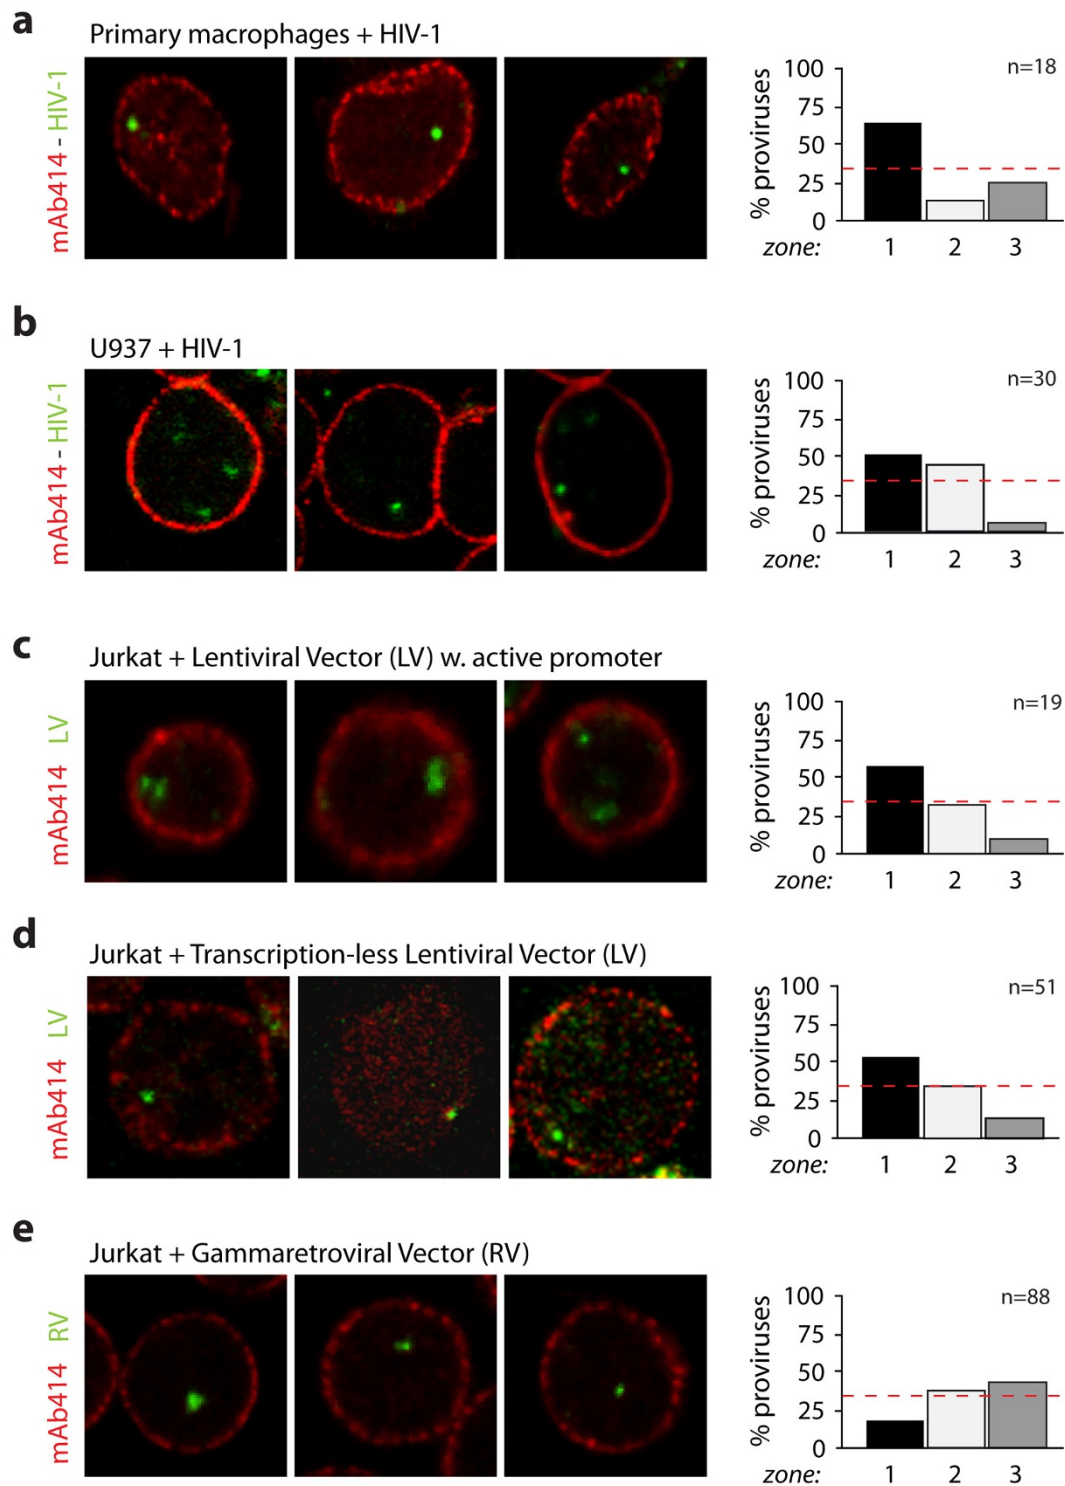 a
Primary macrophages + HIV-1
mAb414 - HIV-1
% proviruses
100
75
50
25
0
n=18
zone: 1 2 3
b
U937 + HIV-1
mAb414 - HIV-1
% proviruses
100
75
50
25
0
n=30
zone: 1 2 3
c
Jurkat + Lentiviral Vector (LV) w. active promoter
mAb414 LV
% proviruses
100
75
50
25
0
n=19
zone: 1 2 3
d
Jurkat + Transcription-less Lentiviral Vector (LV)
mAb414 LV
% proviruses
100
75
50
25
0
n=51
zone: 1 2 3
e
Jurkat + Gammaretroviral Vector (RV)
mAb414 RV
% proviruses
100
75
50
25
0
n=88
zone: 1 2 3